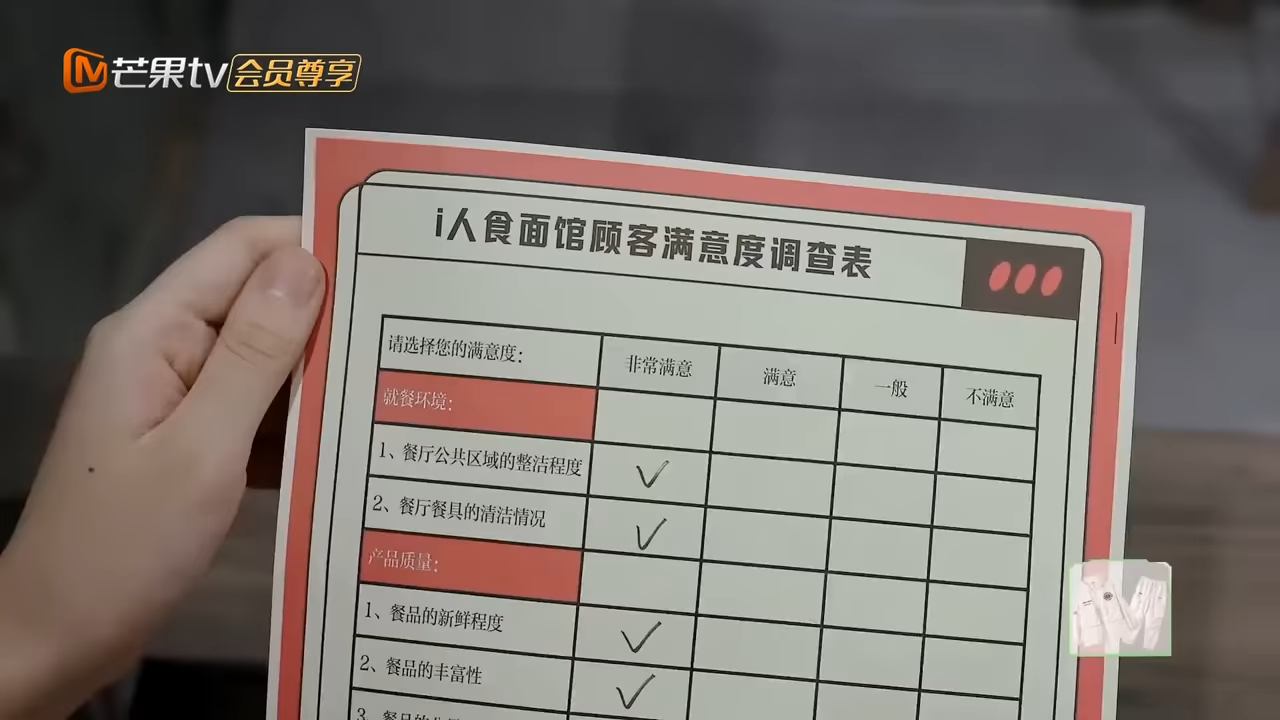 芒果tv会员尊享
i人食面馆顾客满意度调查表
请选择您的满意度: 非常满意 满意 一般 不满意
就餐环境:
1、餐厅公共区域的整洁程度 ✓
2、餐厅餐具的清洁情况 ✓
产品质量:
1、餐品的新鲜程度 ✓
2、餐品的丰富性 ✓
3、餐品的